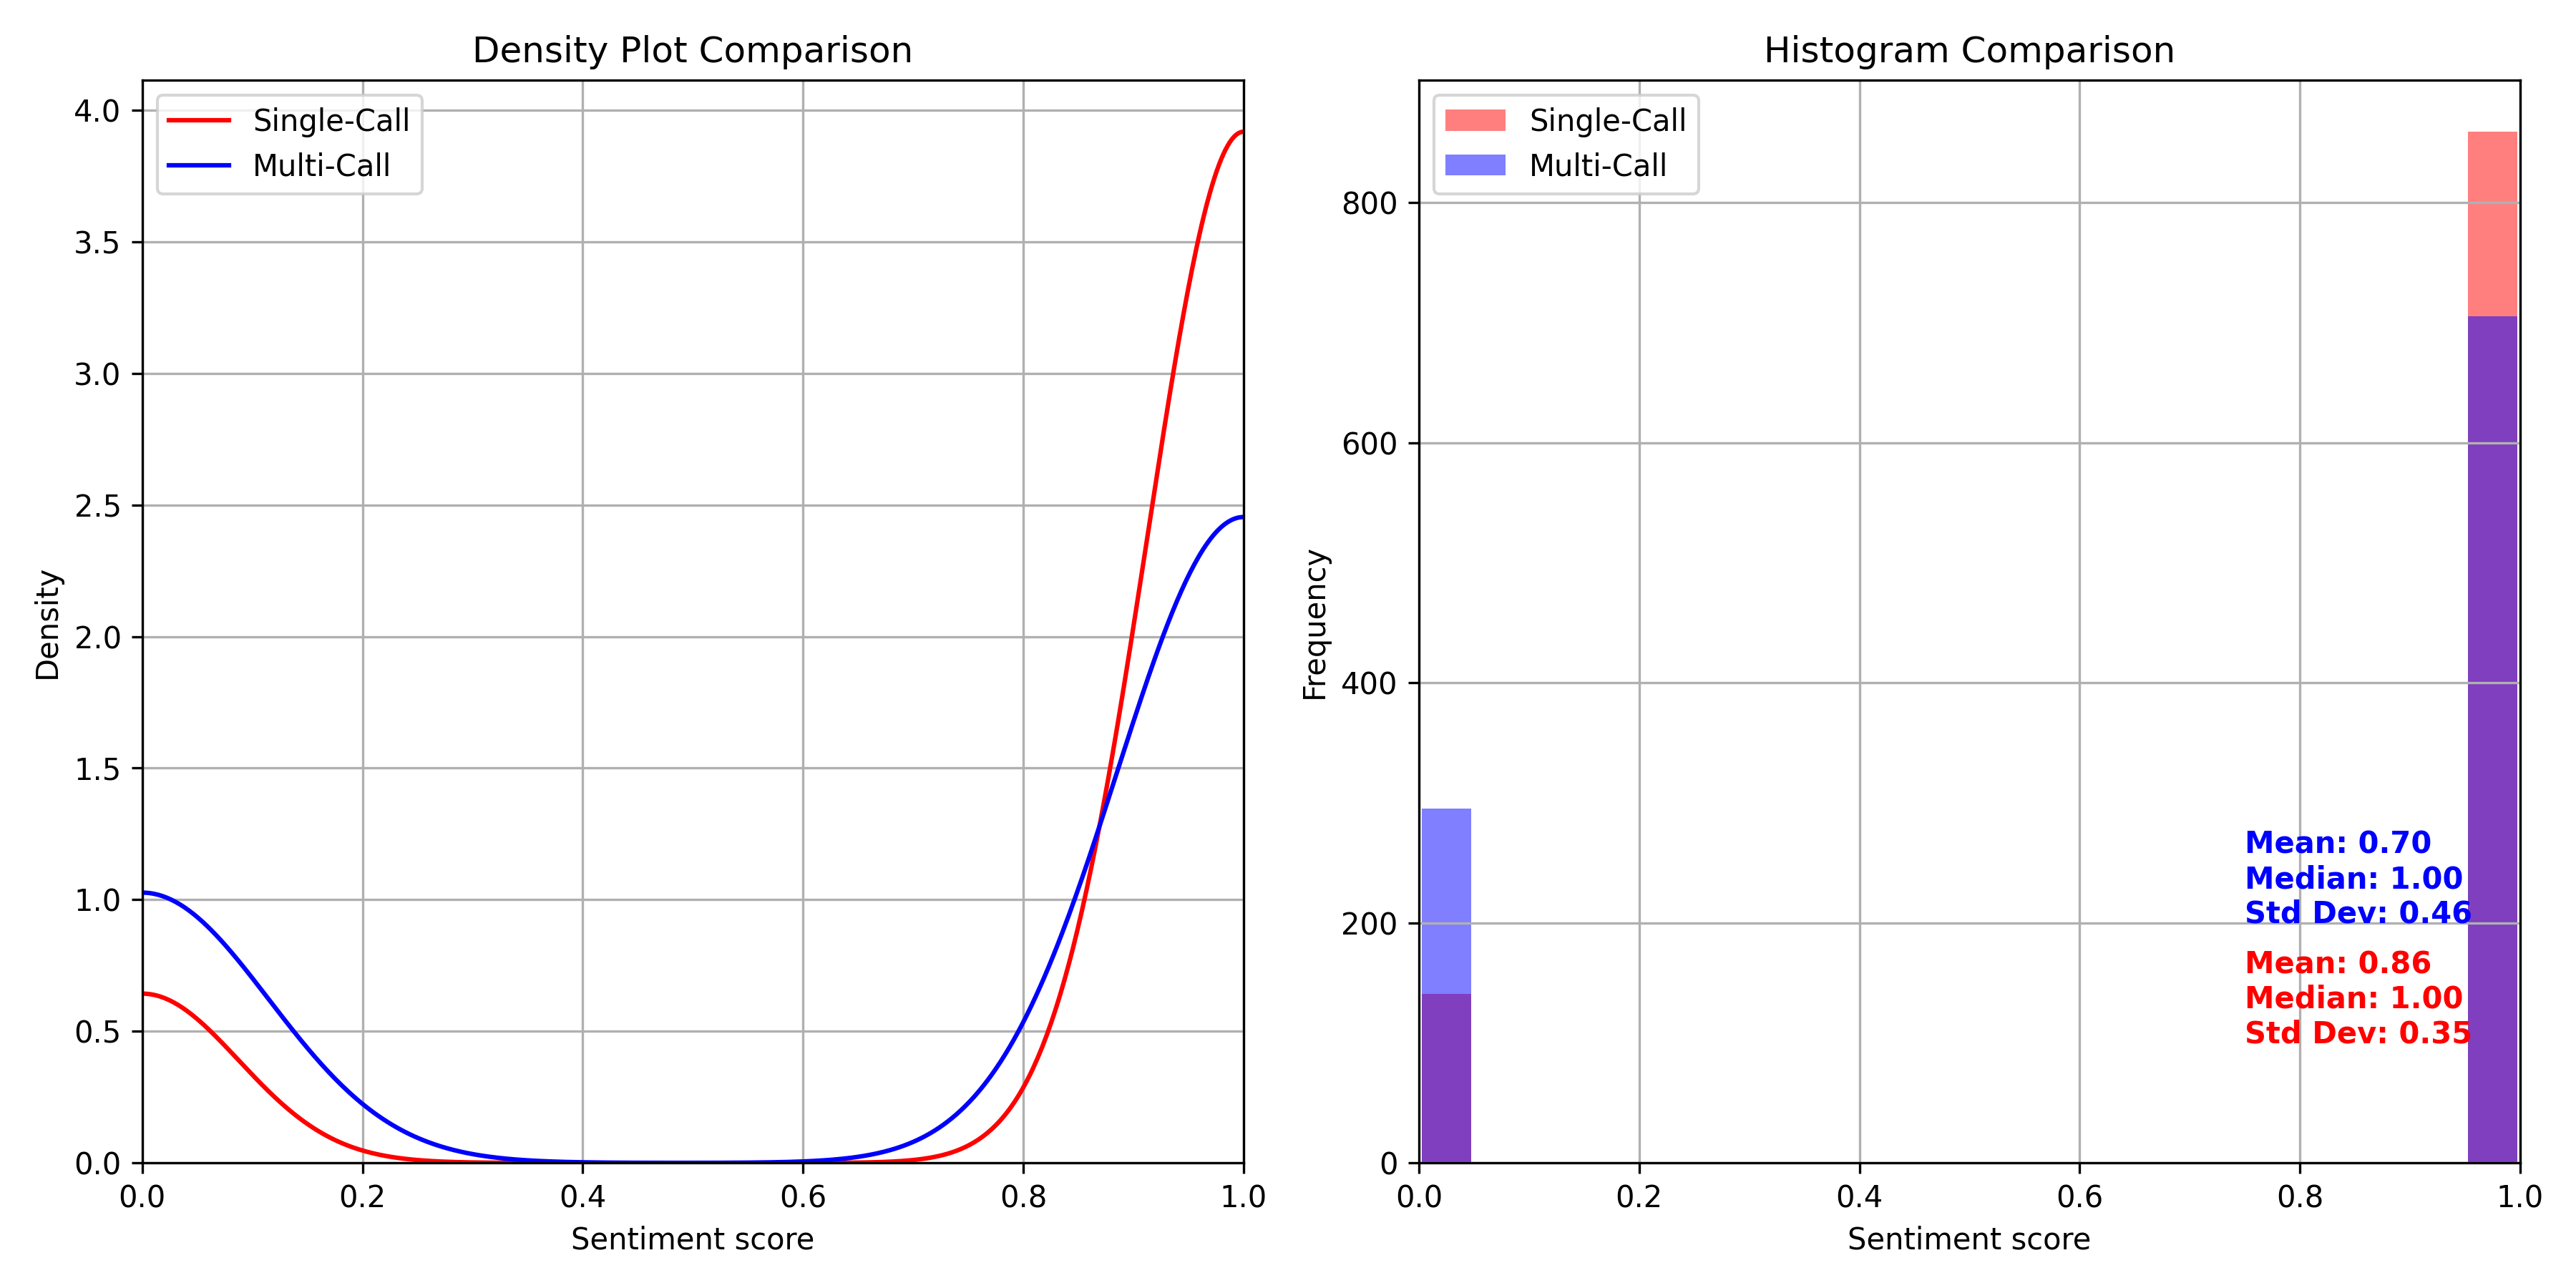 Density Plot Comparison
Single-Call
Multi-Call
4.0
3.5
3.0
2.5
2.0
1.5
1.0
0.5
0.0
Density
0.0 0.2 0.4 0.6 0.8 1.0
Sentiment score
Histogram Comparison
Single-Call
Multi-Call
800
600
400
200
0
Frequency
Mean: 0.70
Median: 1.00
Std Dev: 0.46
Mean: 0.86
Median: 1.00
Std Dev: 0.35
0.0 0.2 0.4 0.6 0.8 1.0
Sentiment score